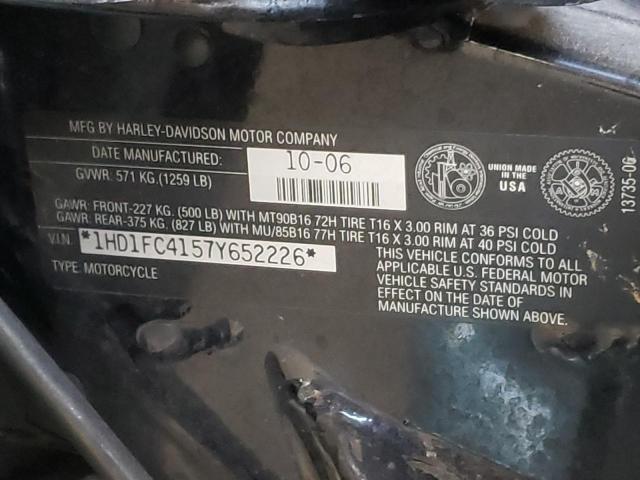 MFG BY HARLEY-DAVIDSON MOTOR COMPANY
DATE MANUFACTURED: 10-06
GVWR: 571 KG.(1259 LB)
UNION MADE IN THE
USA
13735-06
GAWR: FRONT-227 KG. (500 LB) WITH MT90B16 72H TIRE T16 X 3.00 RIM AT 36 PSI COLD
GAWR: REAR-375 KG. (827 LB) WITH MU/85B16 77H TIRE T16 X 3.00 RIM AT 40 PSI COLD
V.I.N. *1HD1FC4157Y652226*
TYPE: MOTORCYCLE
THIS VEHICLE CONFORMS TO ALL
APPLICABLE U.S. FEDERAL MOTOR
VEHICLE SAFETY STANDARDS IN
EFFECT ON THE DATE OF
MANUFACTURE SHOWN ABOVE.